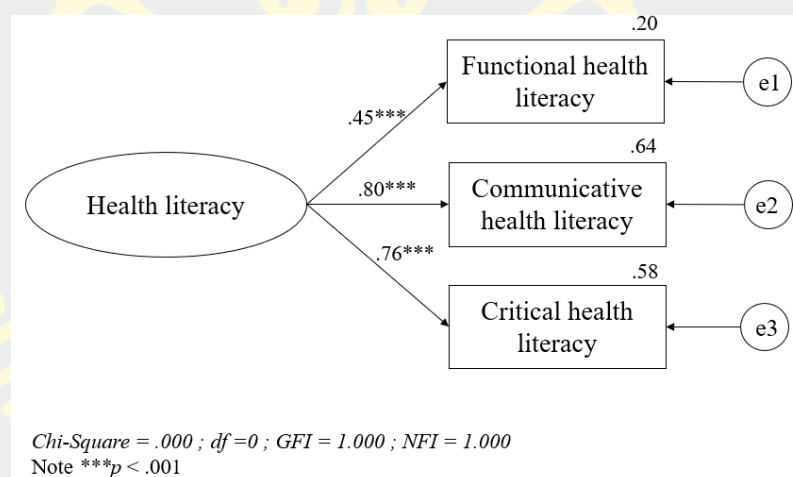 .20
Functional health
literacy
e1
.45***
.64
Health literacy
.80***
Communicative
health literacy
e2
.76***
.58
Critical health
literacy
e3
Chi-Square = .000 ; df =0 ; GFI = 1.000 ; NFI = 1.000
Note ***p < .001